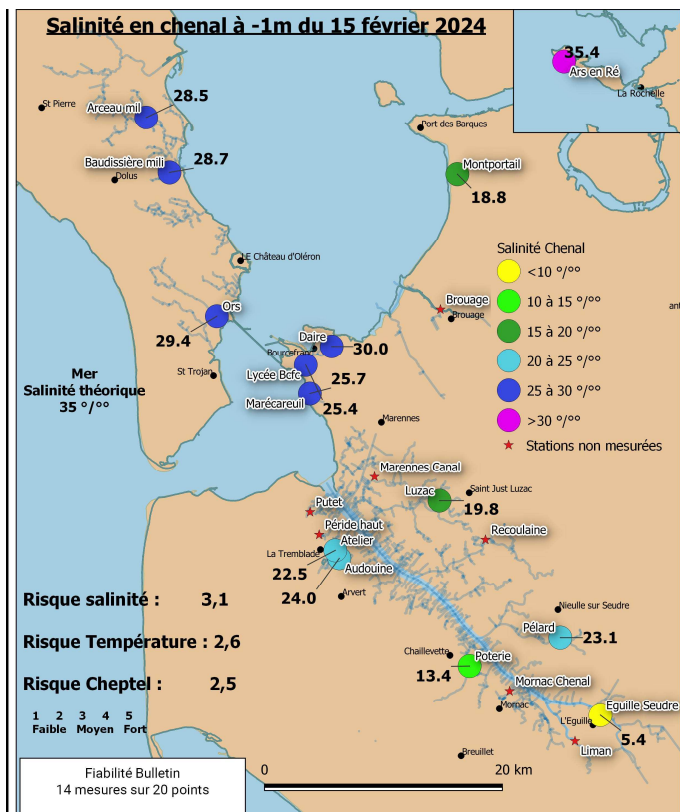 Salinité en chenal à -1m du 15 février 2024
35.4
Ars en Ré
La Rochelle
28.5
St Pierre
Arceau mil
Port des Barques
28.7
Baudissière mili
Dolus
Montportail
18.8
LE Château d'Oléron
Salinité Chenal
<10 °/°°
10 à 15 °/°°
15 à 20 °/°°
20 à 25 °/°°
25 à 30 °/°°
>30 °/°°
Stations non mesurées
Brouage
Brouage
ant
Ors
29.4
Daire
30.0
Bourcefranc
Lycée Bcfc
25.7
Marécareuil
25.4
St Trojan
Mer
Salinité théorique
35 °/°°
Marennes
Marennes Canal
Luzac
Saint Just Luzac
19.8
Putet
Péride haut
Recoulaine
Atelier
La Tremblade
22.5
Audouine
24.0
Arvert
Risque salinité : 3,1
Risque Température : 2,6
Risque Cheptel : 2,5
1 2 3 4 5
Faible Moyen Fort
Nieulle sur Seudre
Pélard
23.1
Chaillevette
Poterie
13.4
Mornac Chenal
Mornac
Eguille Seudre
L'Eguille
5.4
Liman
Breuillet
Fiabilité Bulletin
14 mesures sur 20 points
0 20 km